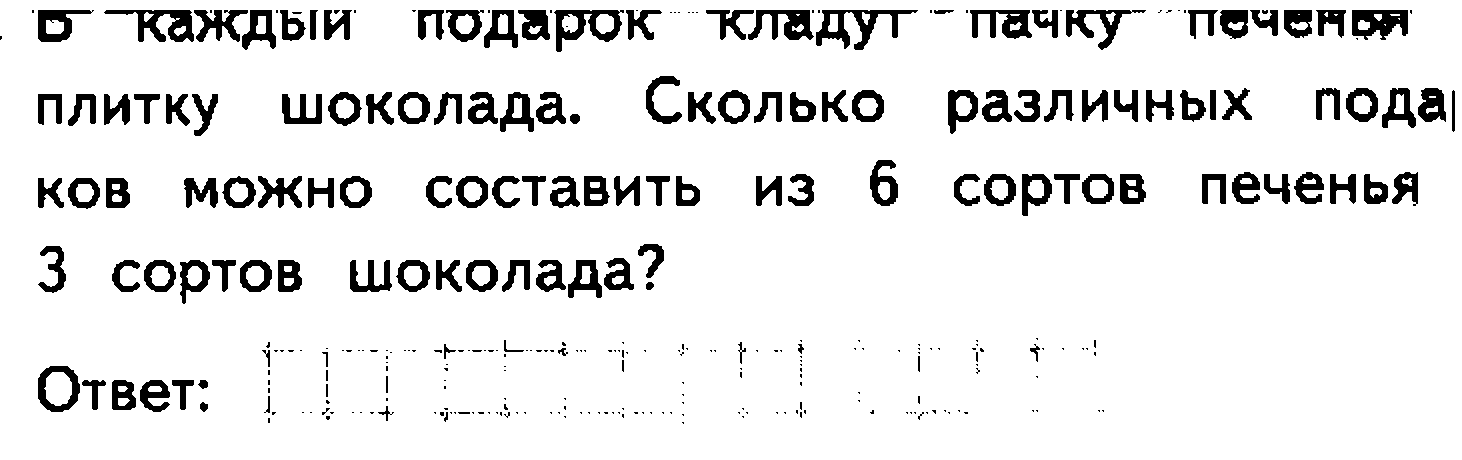 В каждый подарок кладут пачку печенья
плитку шоколада. Сколько различных пода
ков можно составить из 6 сортов печенья
3 сортов шоколада?
Ответ: